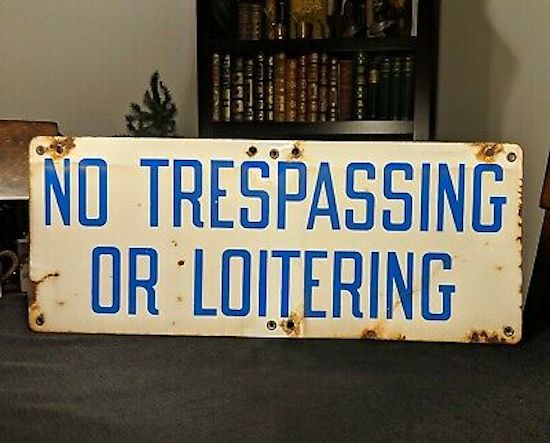 NO TRESPASSING
OR LOITERING